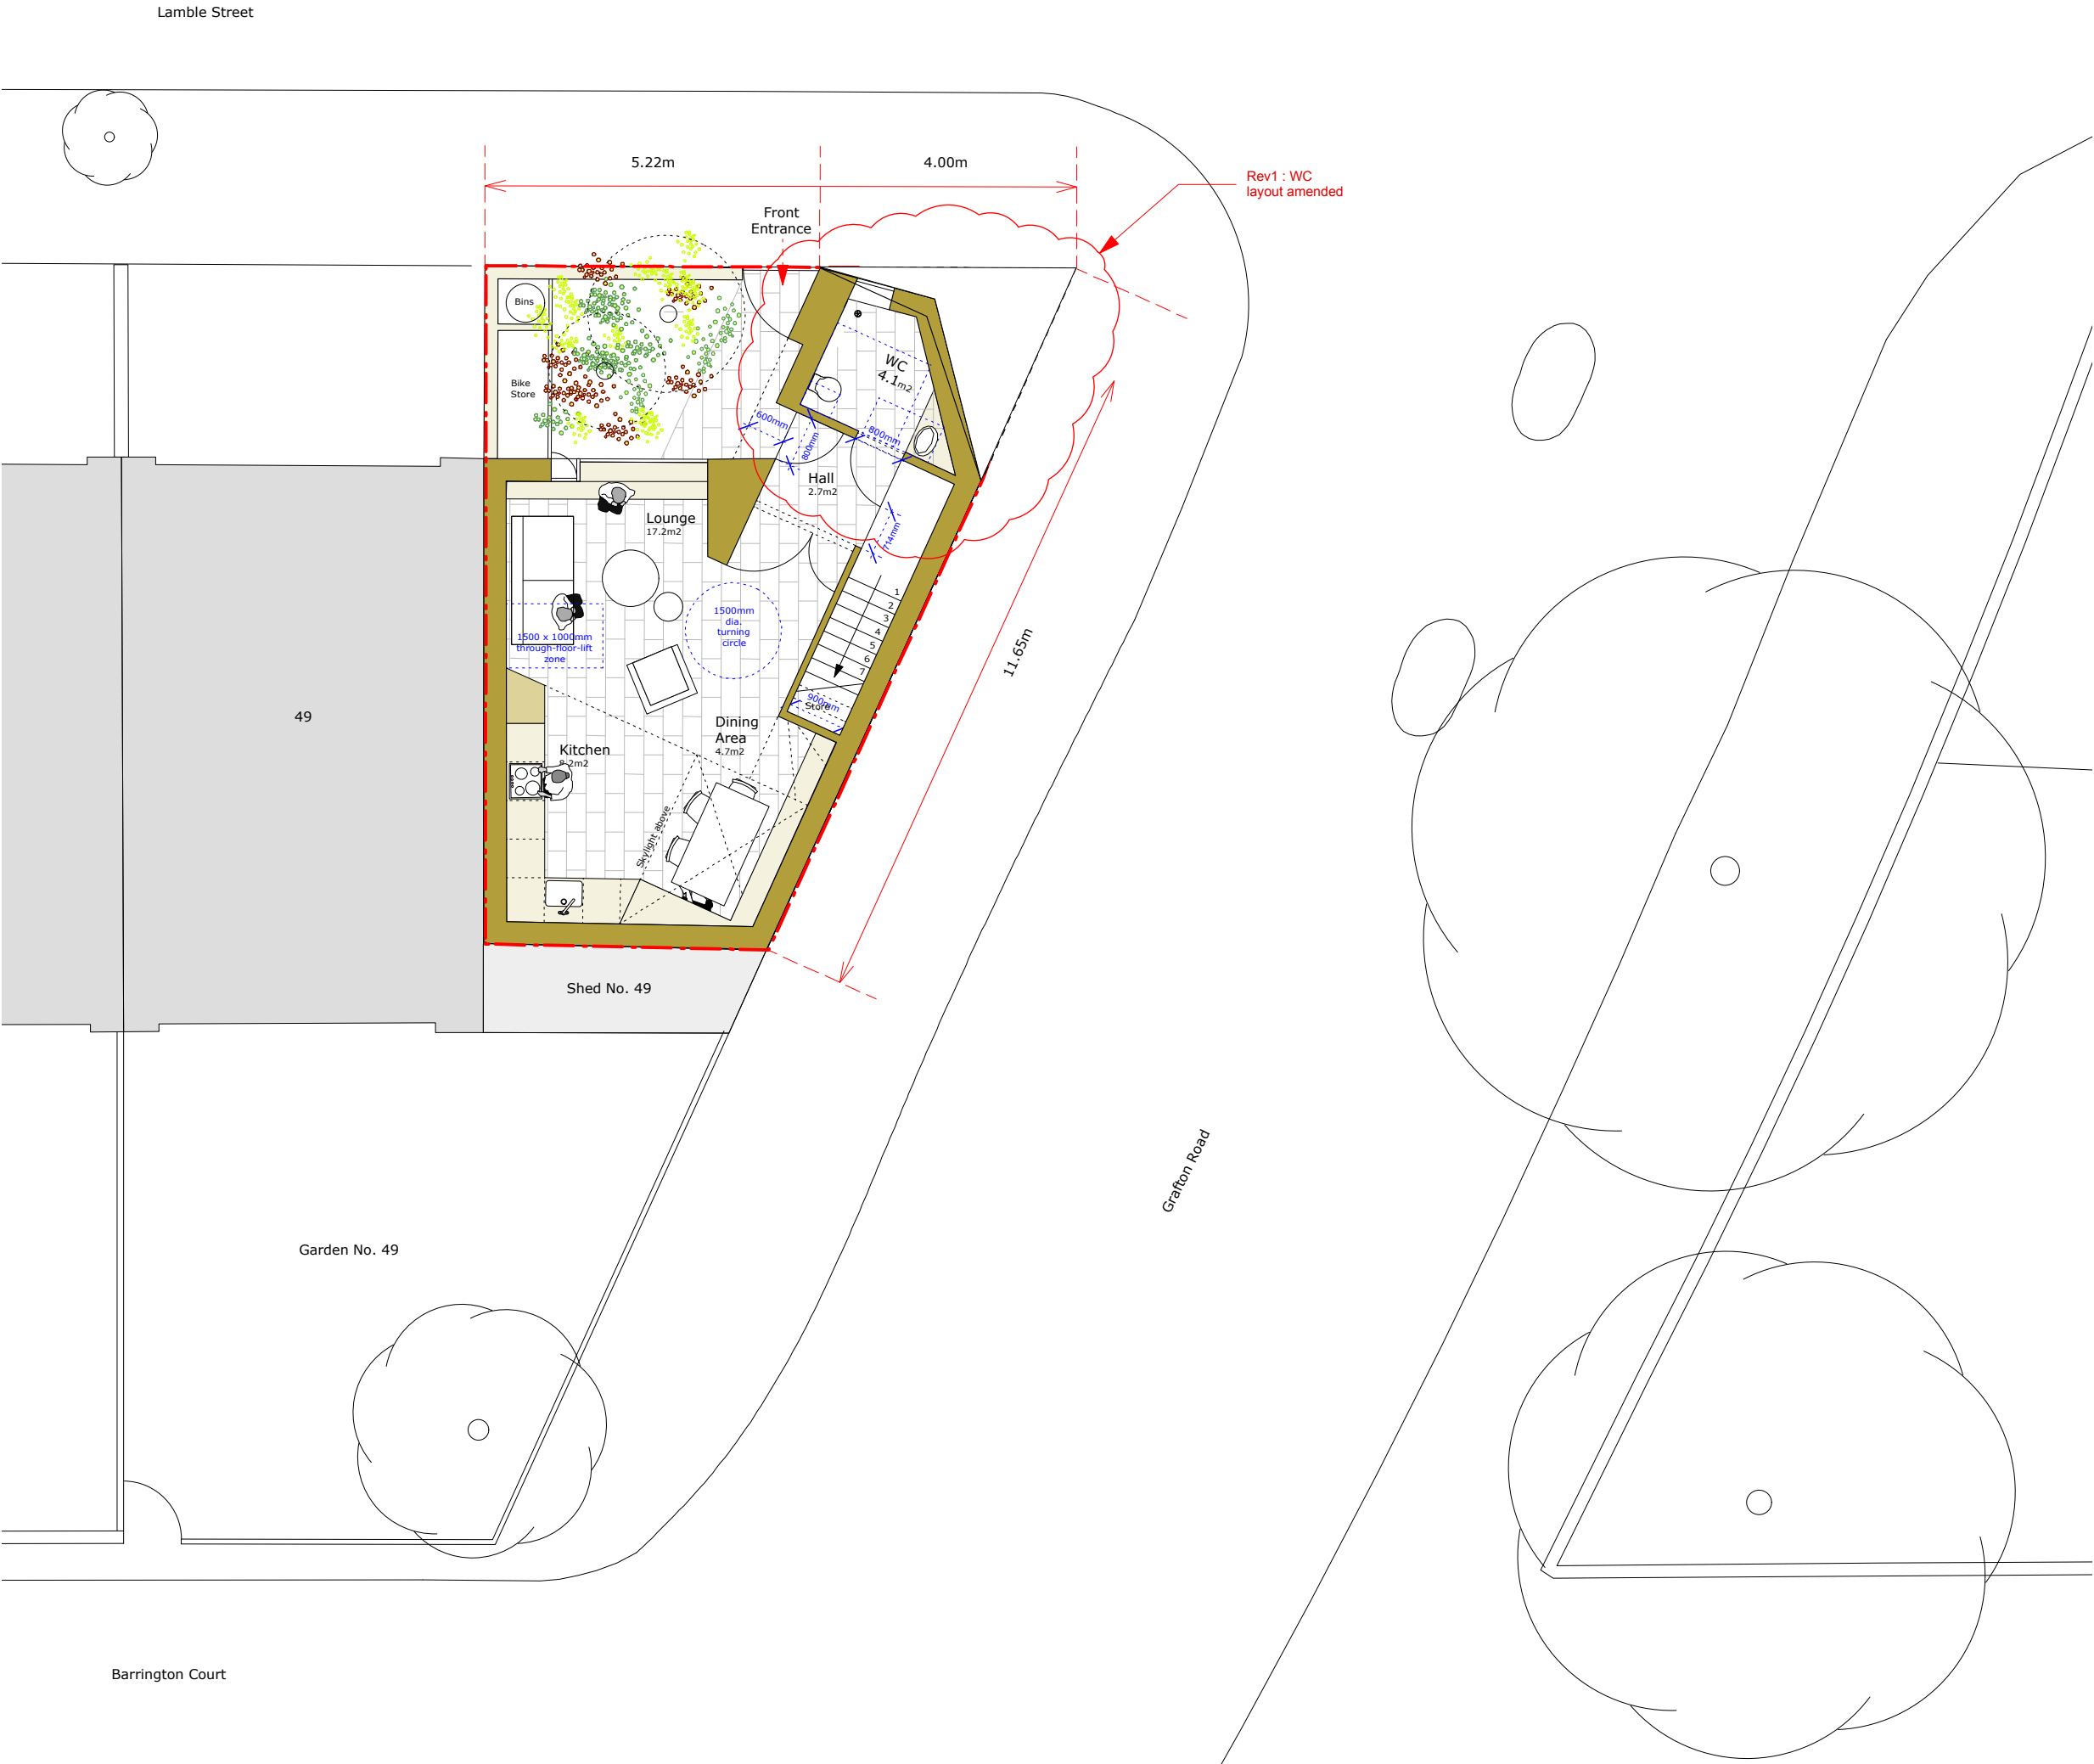 Lamble Street
5.22m
4.00m
Rev1 : WC
layout amended
Front
Entrance
Bins
Bike
Store
WC
4.1m2
600mm
800mm
800mm
Hall
2.7m2
Lounge
17.2m2
714mm
1
2
3
4
5
6
7
1500mm
dia.
turning
circle
1500 x 1000mm
through-floor-lift
zone
11.65m
900mm
Store
49
Dining
Area
4.7m2
Kitchen
8.2m2
Skylight above
Shed No. 49
Grafton Road
Garden No. 49
Barrington Court